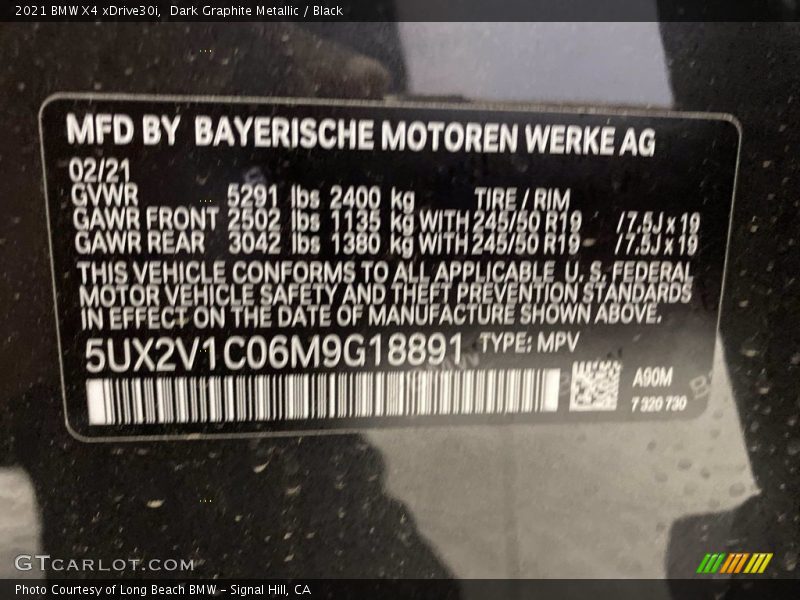 2021 BMW X4 xDrive30i, Dark Graphite Metallic / Black
MFD BY BAYERISCHE MOTOREN WERKE AG
02/21
GVWR 5291 lbs 2400 kg TIRE / RIM
GAWR FRONT 2502 lbs 1135 kg WITH 245/50 R19 /7.5J x 19
GAWR REAR 3042 lbs 1380 kg WITH 245/50 R19 /7.5J x 19
THIS VEHICLE CONFORMS TO ALL APPLICABLE U. S. FEDERAL
MOTOR VEHICLE SAFETY AND THEFT PREVENTION STANDARDS
IN EFFECT ON THE DATE OF MANUFACTURE SHOWN ABOVE.
5UX2V1C06M9G18891 TYPE: MPV
A90M
7 320 730
GTCARLOT.COM
Photo Courtesy of Long Beach BMW - Signal Hill, CA